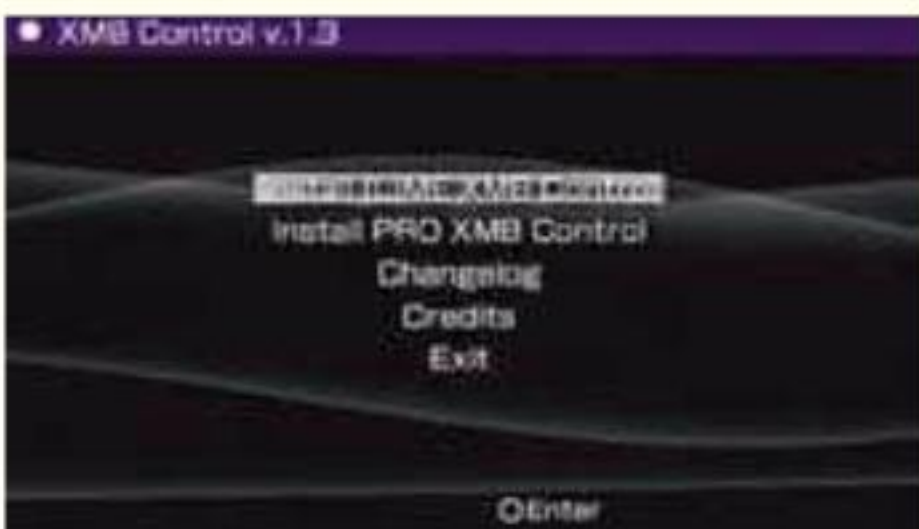 XMB Control v.1.3
Install PRO XMB Control
Changelog
Credits
Exit
Enter